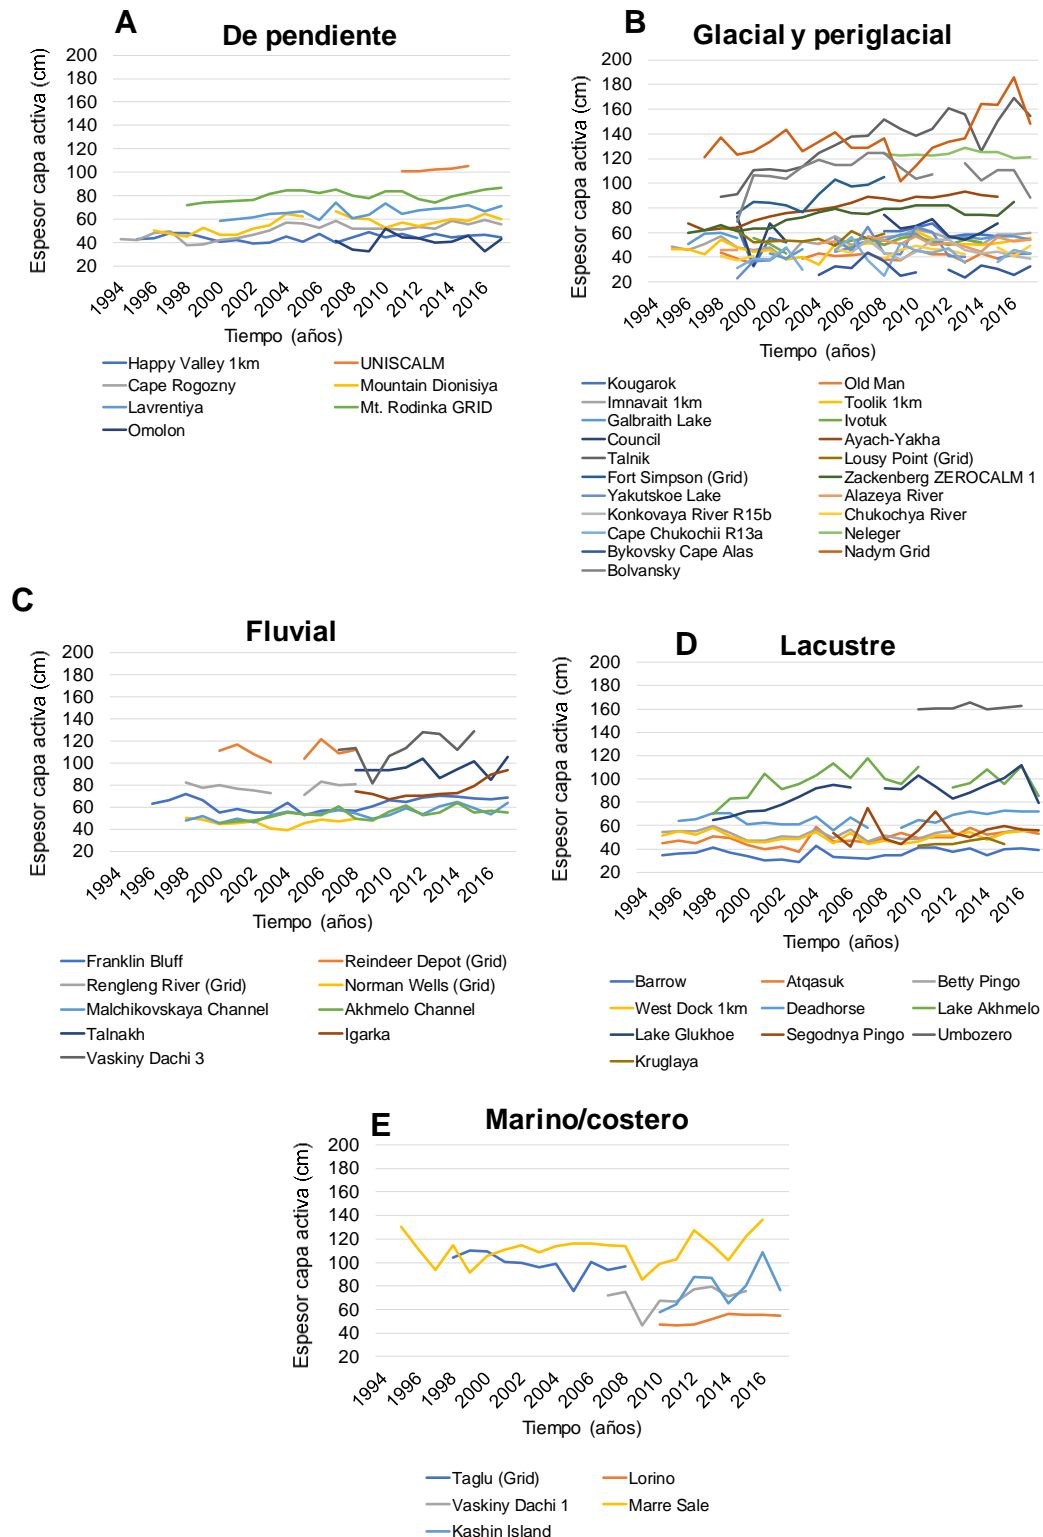 A
De pendiente
Espesor capa activa (cm)
200
180
160
140
120
100
80
60
40
20
1994 1996 1998 2000 2002 2004 2006 2008 2010 2012 2014 2016
Tiempo (años)
Happy Valley 1km UNISCALM
Cape Rogozny Mountain Dionisiya
Lavrentiya Mt. Rodinka GRID
Omolon
B
Glacial y periglacial
Espesor capa activa (cm)
200
180
160
140
120
100
80
60
40
20
1994 1996 1998 2000 2002 2004 2006 2008 2010 2012 2014 2016
Tiempo (años)
Kougarok Old Man
Imnavait 1km Toolik 1km
Galbraith Lake Ivotuk
Council Ayach-Yakha
Talnik Lousy Point (Grid)
Fort Simpson (Grid) Zackenberg ZEROCALM 1
Yakutskoe Lake Alazeya River
Konkovaya River R15b Chukochya River
Cape Chukochii R13a Neleger
Bykovsky Cape Alas Nadym Grid
Bolvansky
C
Fluvial
Espesor capa activa (cm)
200
180
160
140
120
100
80
60
40
20
1994 1996 1998 2000 2002 2004 2006 2008 2010 2012 2014 2016
Tiempo (años)
Franklin Bluff Reindeer Depot (Grid)
Rengleng River (Grid) Norman Wells (Grid)
Malchikovskaya Channel Akhmelo Channel
Talnakh Igarka
Vaskiny Dachi 3
D
Lacustre
Espesor capa activa (cm)
200
180
160
140
120
100
80
60
40
20
1994 1996 1998 2000 2002 2004 2006 2008 2010 2012 2014 2016
Tiempo (años)
Barrow Atqasuk Betty Pingo
West Dock 1km Deadhorse Lake Akhmelo
Lake Glukhoe Segodnya Pingo Umbozero
Kruglaya
E
Marino/costero
Espesor capa activa (cm)
200
180
160
140
120
100
80
60
40
20
1994 1996 1998 2000 2002 2004 2006 2008 2010 2012 2014 2016
Tiempo (años)
Taglu (Grid) Lorino
Vaskiny Dachi 1 Marre Sale
Kashin Island